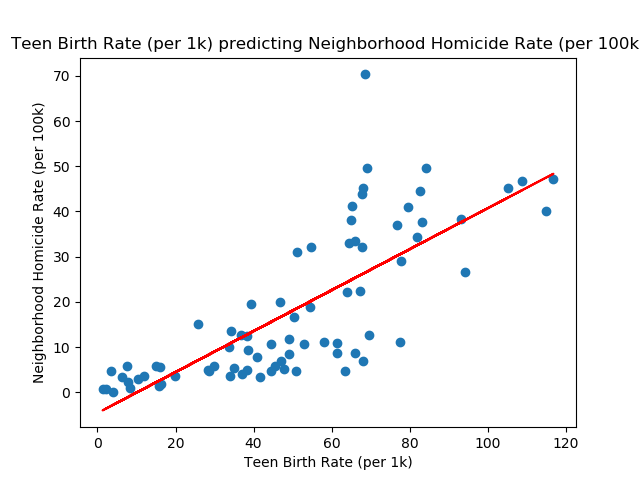 Teen Birth Rate (per 1k) predicting Neighborhood Homicide Rate (per 100k
Neighborhood Homicide Rate (per 100k)
70
60
50
40
30
20
10
0
0 20 40 60 80 100 120
Teen Birth Rate (per 1k)